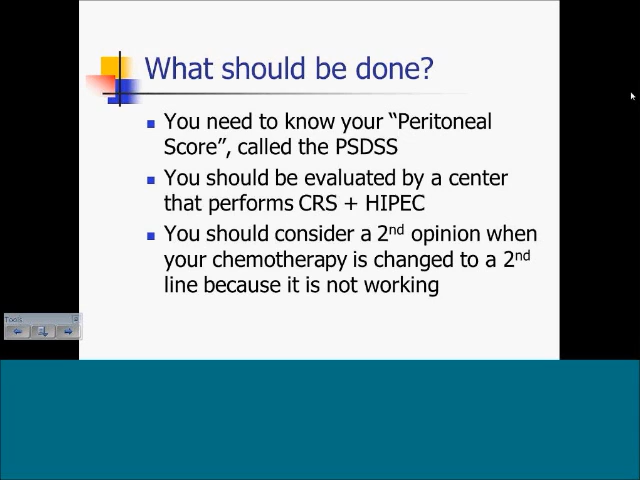 What should be done?
You need to know your “Peritoneal
Score”, called the PSDSS
You should be evaluated by a center
that performs CRS + HIPEC
You should consider a 2nd opinion when
your chemotherapy is changed to a 2nd
line because it is not working
Tools